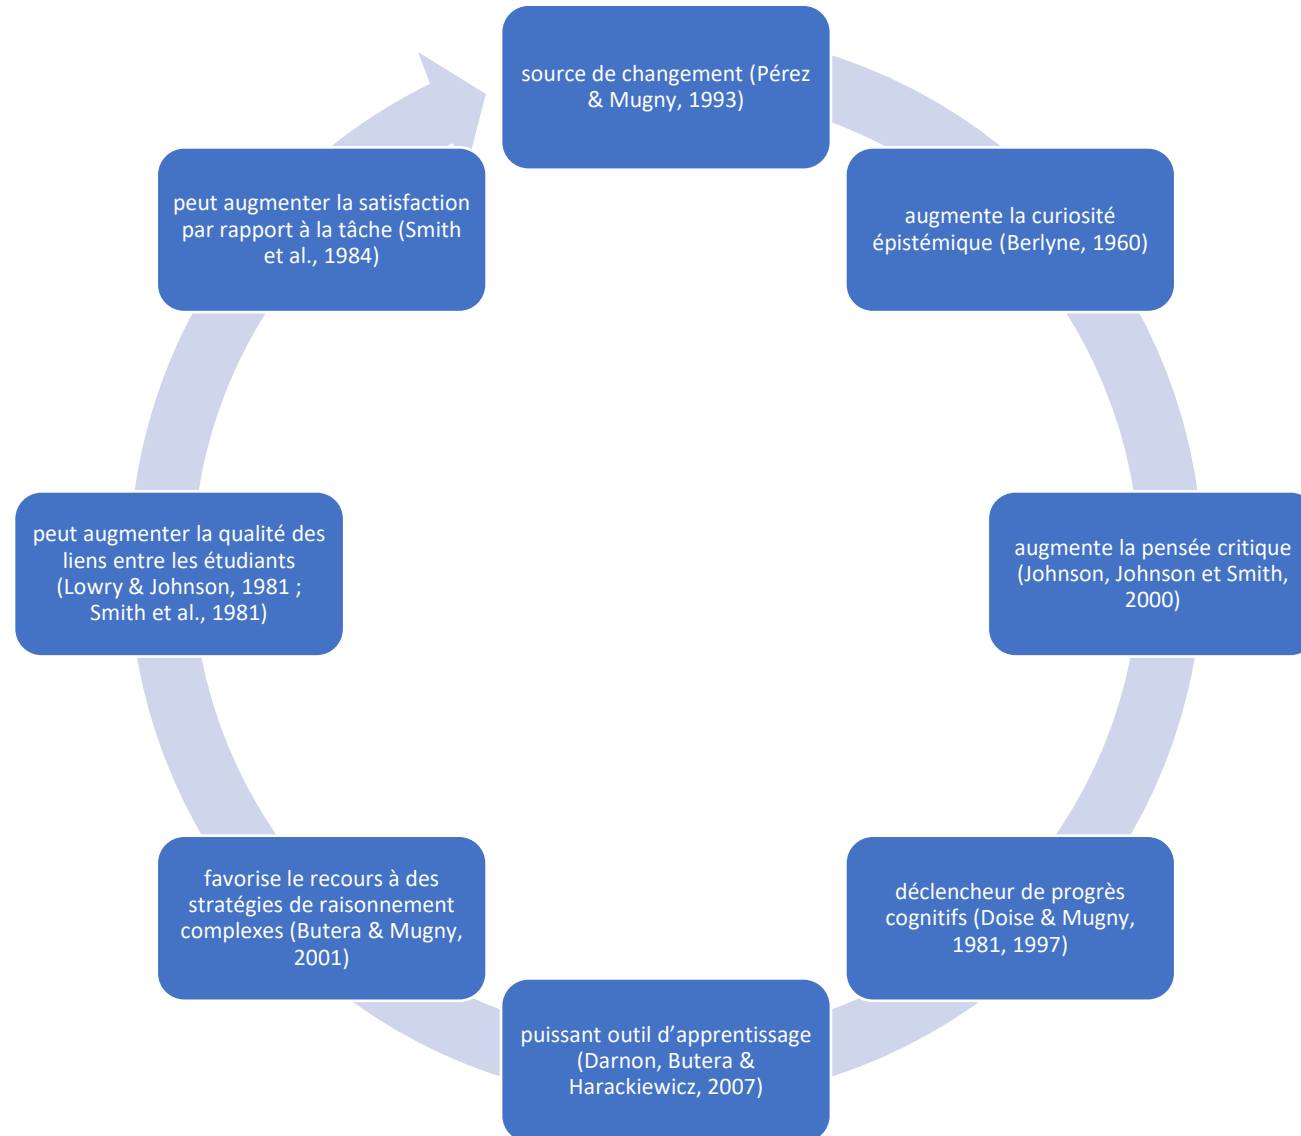 source de changement (Pérez
& Mugny, 1993)
augmente la curiosité
épistémique (Berlyne, 1960)
augmente la pensée critique
(Johnson, Johnson et Smith,
2000)
déclencheur de progrès
cognitifs (Doise & Mugny,
1981, 1997)
puissant outil d’apprentissage
(Darnon, Butera &
Harackiewicz, 2007)
favorise le recours à des
stratégies de raisonnement
complexes (Butera & Mugny,
2001)
peut augmenter la qualité des
liens entre les étudiants
(Lowry & Johnson, 1981 ;
Smith et al., 1981)
peut augmenter la satisfaction
par rapport à la tâche (Smith
et al., 1984)